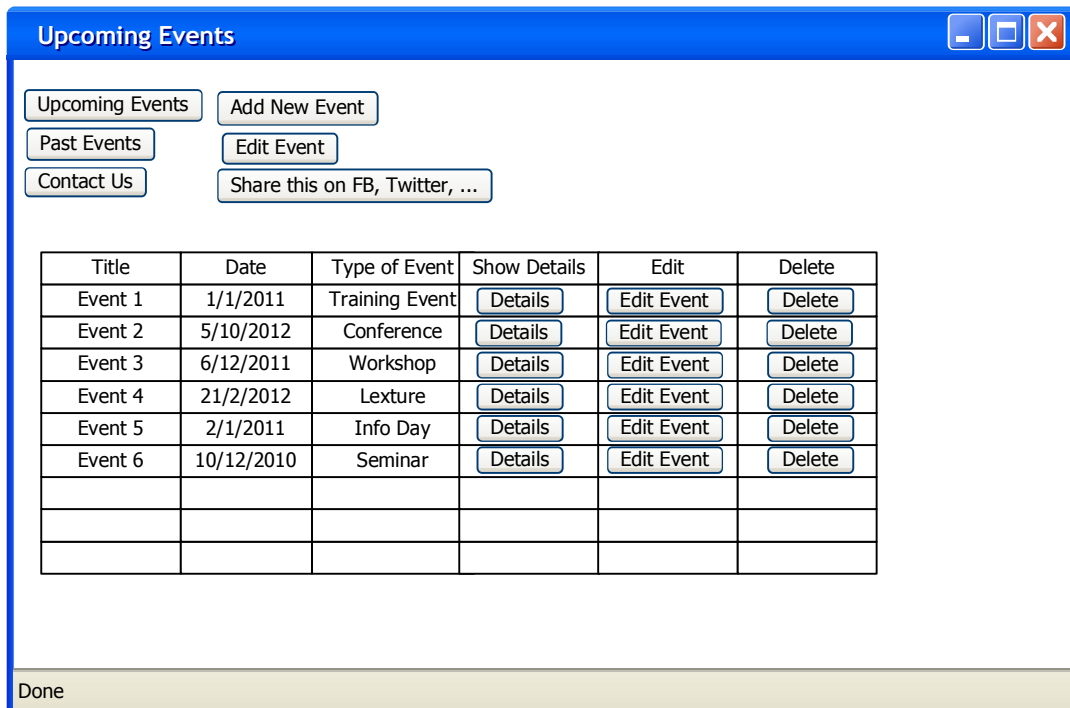 Upcoming Events
Upcoming Events Add New Event
Past Events Edit Event
Contact Us Share this on FB, Twitter, ...
Title Date Type of Event Show Details Edit Delete
Event 1 1/1/2011 Training Event Details Edit Event Delete
Event 2 5/10/2012 Conference Details Edit Event Delete
Event 3 6/12/2011 Workshop Details Edit Event Delete
Event 4 21/2/2012 Lexture Details Edit Event Delete
Event 5 2/1/2011 Info Day Details Edit Event Delete
Event 6 10/12/2010 Seminar Details Edit Event Delete
Done